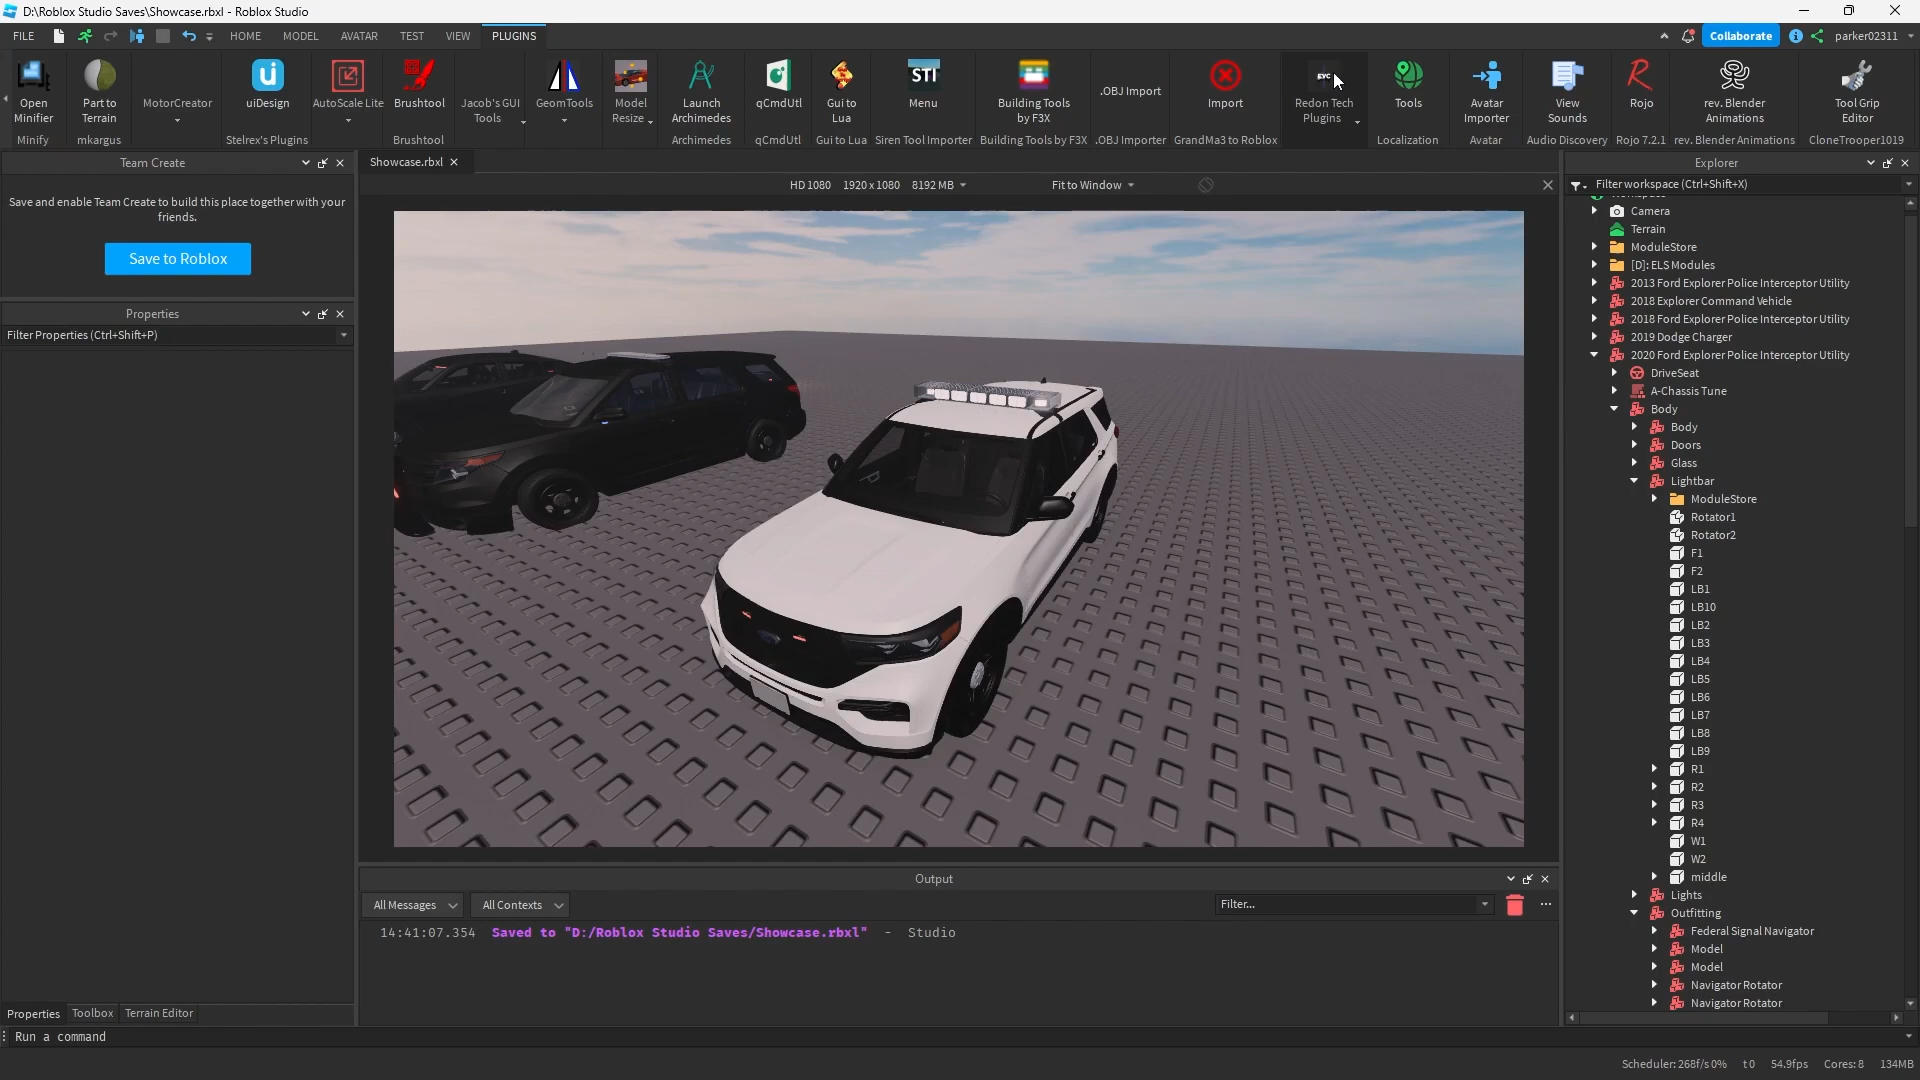 D:\Roblox Studio Saves\Showcase.rbxl - Roblox Studio
FILE HOME MODEL AVATAR TEST VIEW PLUGINS Collaborate parker02311
Open Minifier
Minify
Part to Terrain
mkargus
MotorCreator
uiDesign
AutoScale Lite
Stelrex's Plugins
Brushtool
Brushtool
Jacob's GUI Tools
GeomTools
Model Resize
Launch Archimedes
Archimedes
qCmdUtl
qCmdUtl
Gui to Lua
Gui to Lua
STI
Menu
Siren Tool Importer
Building Tools by F3X
Building Tools by F3X
.OBJ Import
.OBJ Importer
Import
GrandMa3 to Roblox
Redon Tech Plugins
Tools
Localization
Avatar Importer
Avatar
View Sounds
Audio Discovery
Rojo
Rojo 7.2.1
rev. Blender Animations
rev. Blender Animations
Tool Grip Editor
CloneTrooper1019
Team Create
Save and enable Team Create to build this place together with your
friends.
Save to Roblox
Properties
Filter Properties (Ctrl+Shift+P)
Showcase.rbxl
HD 1080 1920 x 1080 8192 MB Fit to Window
Output
All Messages All Contexts Filter...
14:41:07.354 Saved to "D:/Roblox Studio Saves/Showcase.rbxl" - Studio
Explorer
Filter workspace (Ctrl+Shift+X)
Camera
Terrain
ModuleStore
[D]: ELS Modules
2013 Ford Explorer Police Interceptor Utility
2018 Explorer Command Vehicle
2018 Ford Explorer Police Interceptor Utility
2019 Dodge Charger
2020 Ford Explorer Police Interceptor Utility
DriveSeat
A-Chassis Tune
Body
Body
Doors
Glass
Lightbar
ModuleStore
Rotator1
Rotator2
F1
F2
LB1
LB10
LB2
LB3
LB4
LB5
LB6
LB7
LB8
LB9
R1
R2
R3
R4
W1
W2
middle
Lights
Outfitting
Federal Signal Navigator
Model
Model
Navigator Rotator
Navigator Rotator
Properties Toolbox Terrain Editor
Run a command
Scheduler: 268f/s 0% t0 54.9fps Cores: 8 134MB